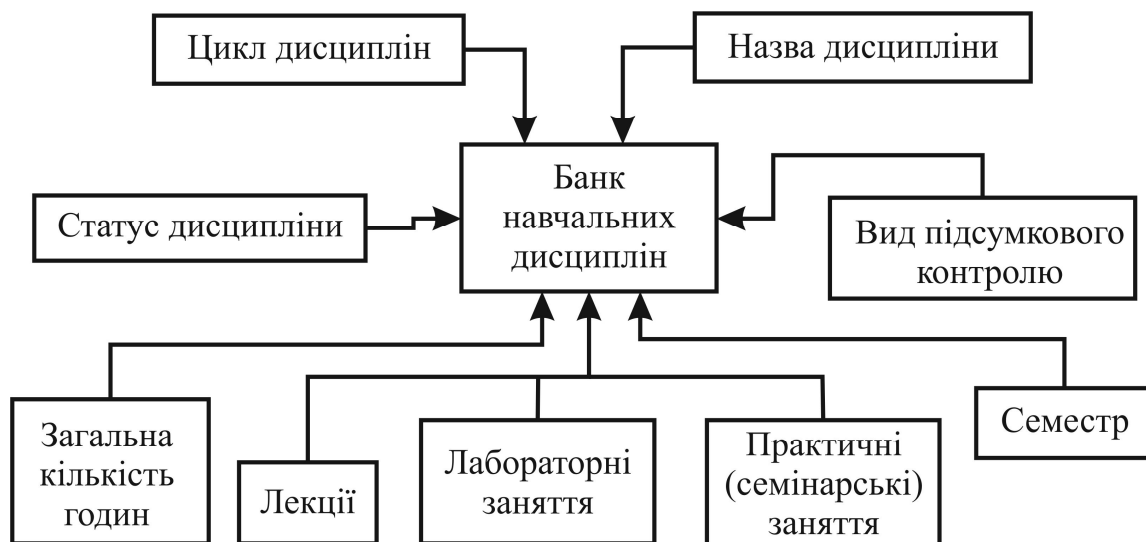 Цикл дисциплін
Назва дисципліни
Банк
навчальних
дисциплін
Статус дисципліни
Вид підсумкового
контролю
Загальна
кількість
годин
Лекції
Лабораторні
заняття
Практичні
(семінарські)
заняття
Семестр